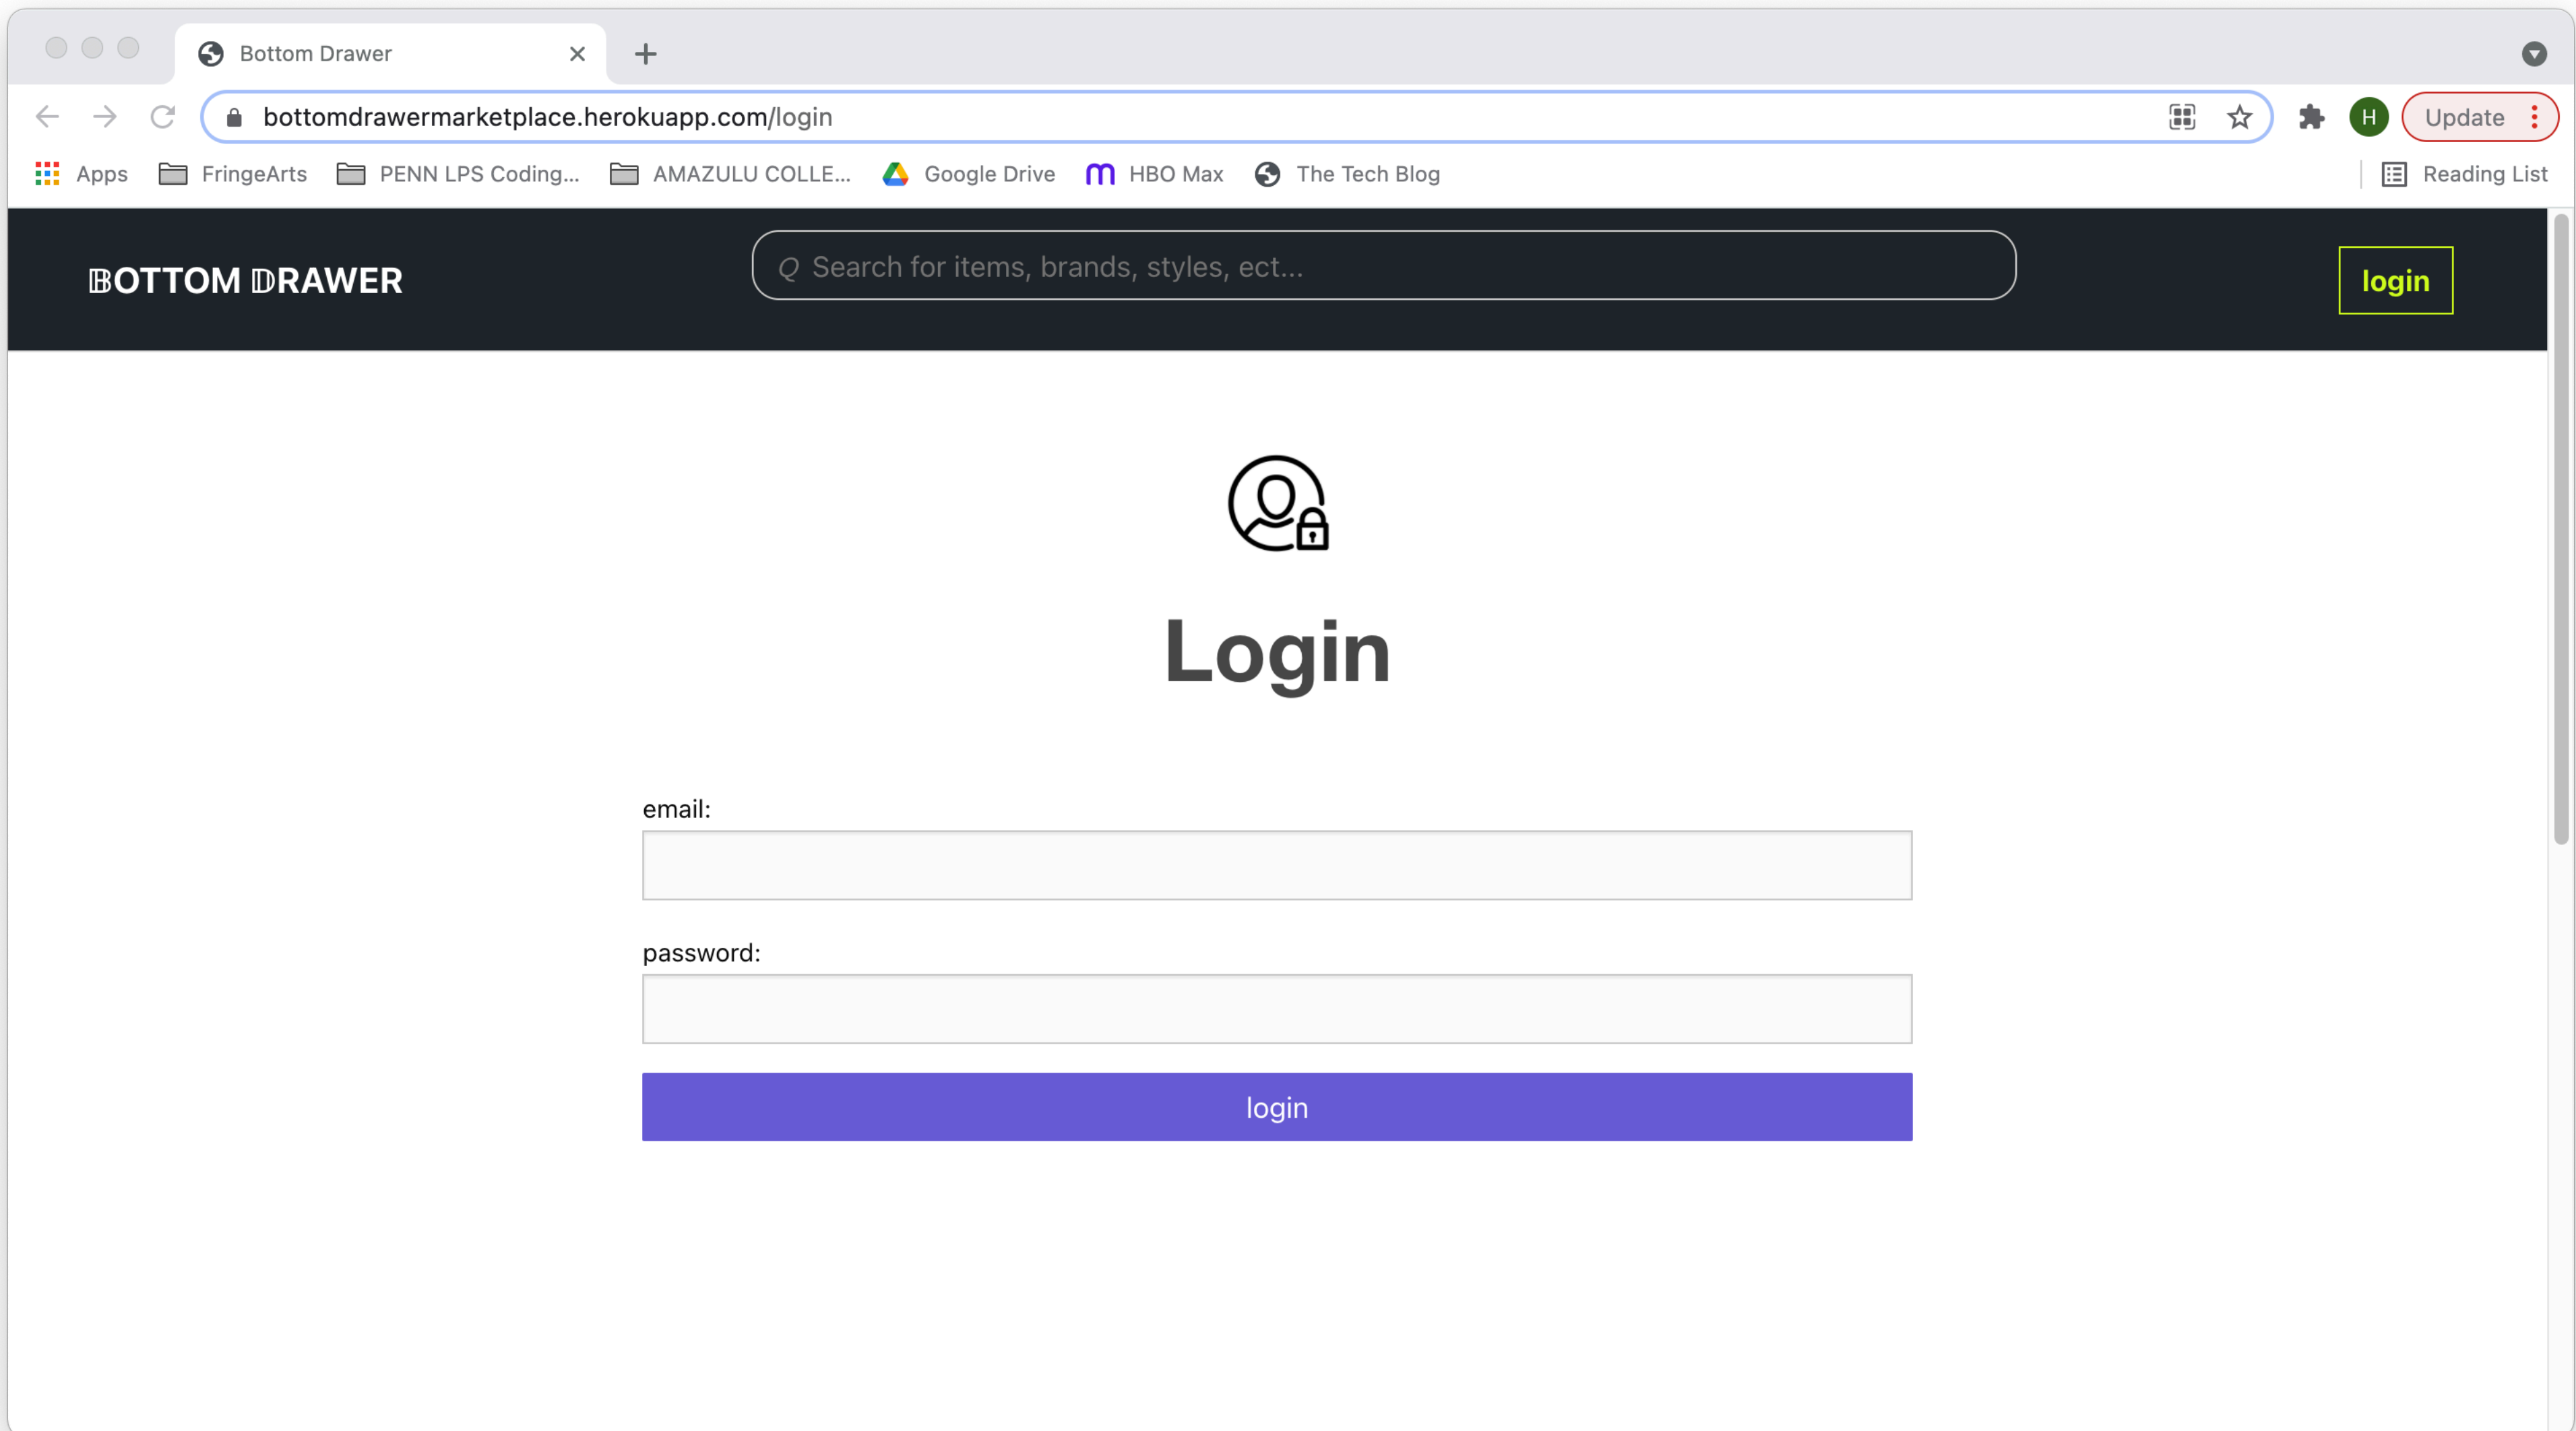 Bottom Drawer
bottomdrawermarketplace.herokuapp.com/login
H
Update
Apps
FringeArts
PENN LPS Coding...
AMAZULU COLLE...
Google Drive
HBO Max
The Tech Blog
Reading List
𝔹OTTOM 𝔻RAWER
Q Search for items, brands, styles, ect...
login
Login
email:
password:
login